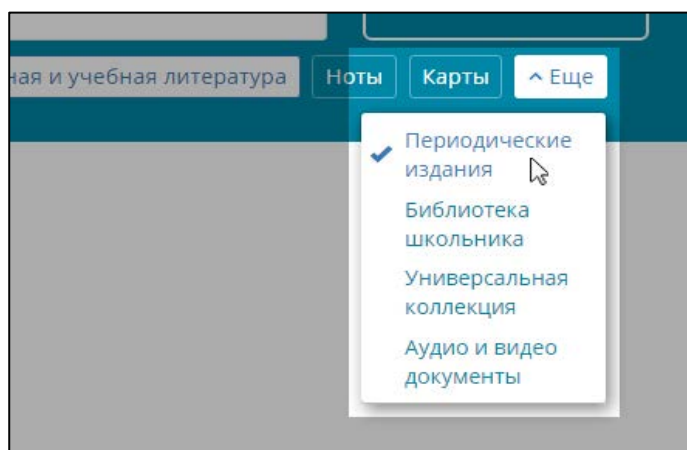 ная и учебная литература Ноты Карты Еще
Периодические
издания
Библиотека
школьника
Универсальная
коллекция
Аудио и видео
документы